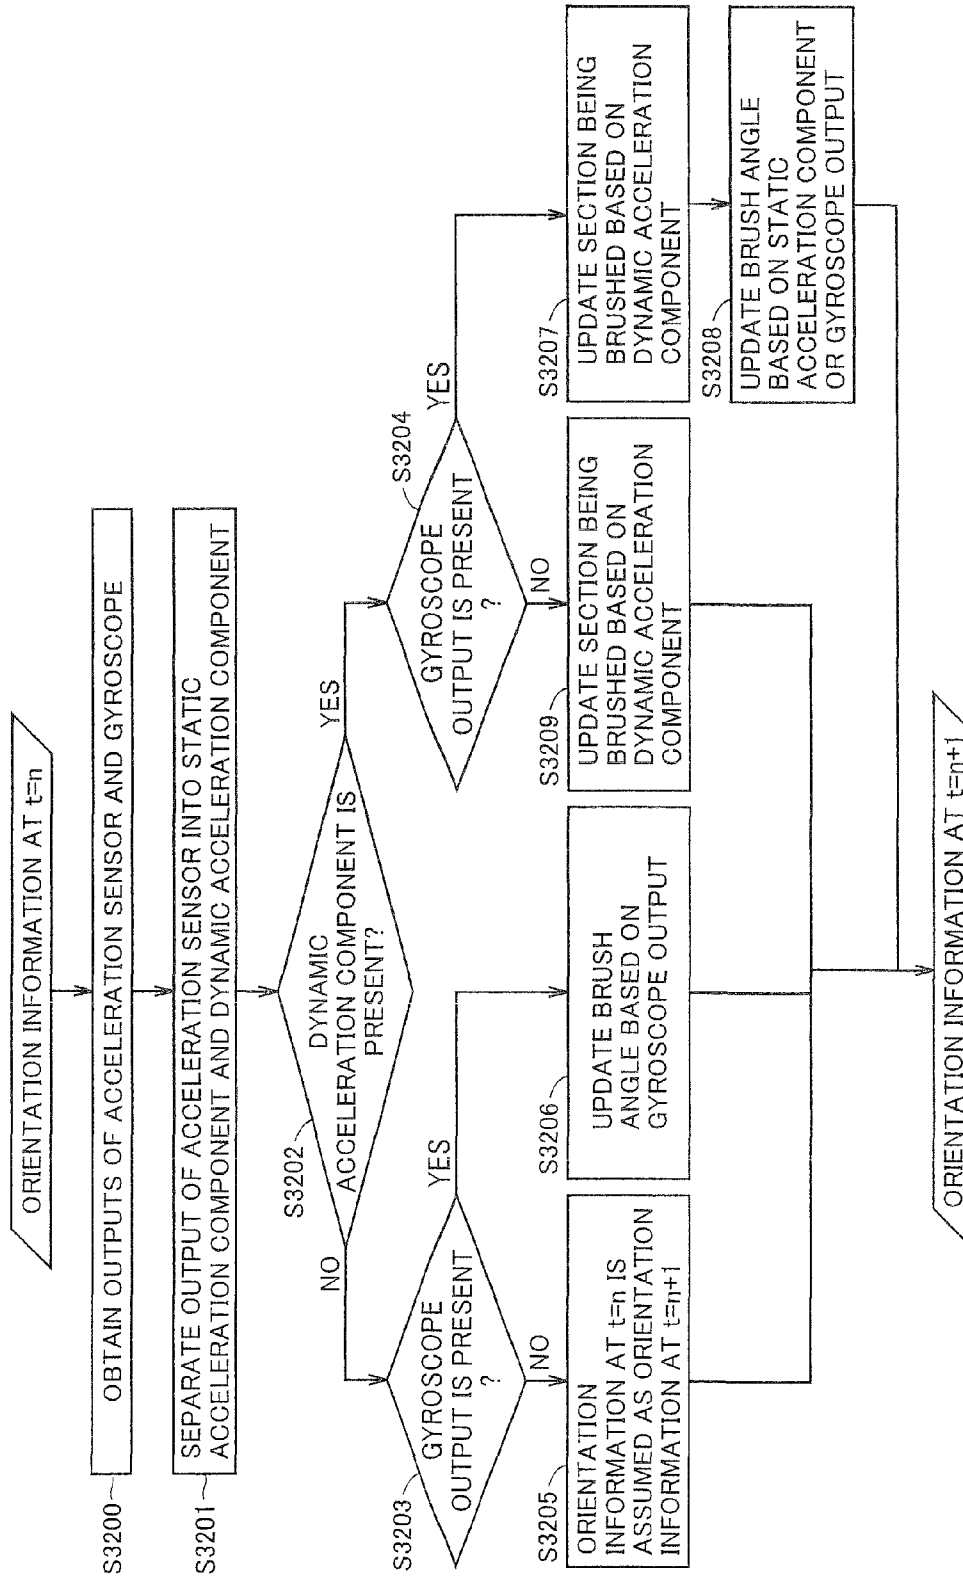 ORIENTATION INFORMATION AT t=n
S3200
OBTAIN OUTPUTS OF ACCELERATION SENSOR AND GYROSCOPE
S3201
SEPARATE OUTPUT OF ACCELERATION SENSOR INTO STATIC
ACCELERATION COMPONENT AND DYNAMIC ACCELERATION COMPONENT
S3202
DYNAMIC
ACCELERATION COMPONENT IS
PRESENT?
NO
YES
S3203
GYROSCOPE
OUTPUT IS PRESENT
?
YES
NO
S3204
GYROSCOPE
OUTPUT IS PRESENT
?
YES
NO
S3205
ORIENTATION
INFORMATION AT t=n IS
ASSUMED AS ORIENTATION
INFORMATION AT t=n+1
S3206
UPDATE BRUSH
ANGLE BASED ON
GYROSCOPE OUTPUT
S3209
UPDATE SECTION BEING
BRUSHED BASED ON
DYNAMIC ACCELERATION
COMPONENT
S3207
UPDATE SECTION BEING
BRUSHED BASED ON
DYNAMIC ACCELERATION
COMPONENT
S3208
UPDATE BRUSH ANGLE
BASED ON STATIC
ACCELERATION COMPONENT
OR GYROSCOPE OUTPUT
ORIENTATION INFORMATION AT t=n+1